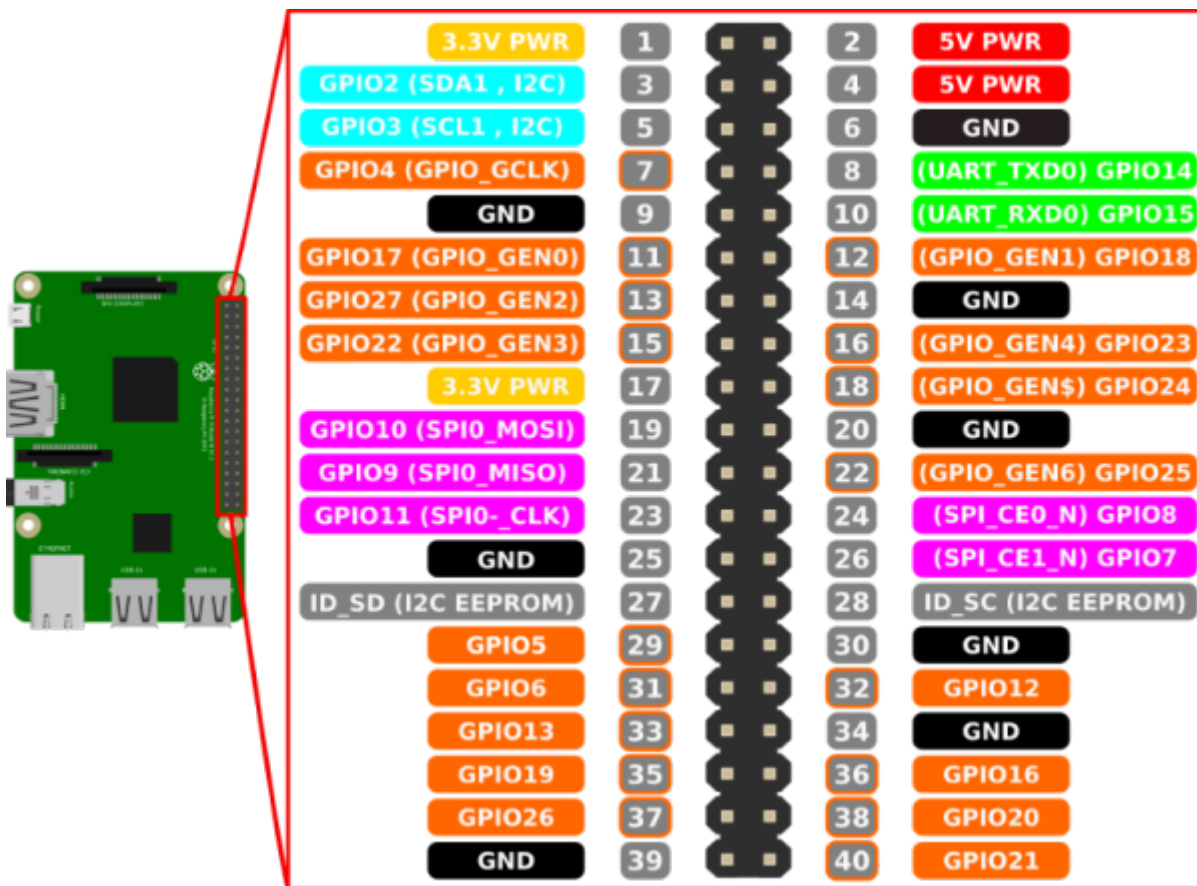 3.3V PWR 1 2 5V PWR
GPIO2 (SDA1 , I2C) 3 4 5V PWR
GPIO3 (SCL1 , I2C) 5 6 GND
GPIO4 (GPIO_GCLK) 7 8 (UART_TXD0) GPIO14
GND 9 10 (UART_RXD0) GPIO15
GPIO17 (GPIO_GEN0) 11 12 (GPIO_GEN1) GPIO18
GPIO27 (GPIO_GEN2) 13 14 GND
GPIO22 (GPIO_GEN3) 15 16 (GPIO_GEN4) GPIO23
3.3V PWR 17 18 (GPIO_GEN$) GPIO24
GPIO10 (SPI0_MOSI) 19 20 GND
GPIO9 (SPI0_MISO) 21 22 (GPIO_GEN6) GPIO25
GPIO11 (SPI0-_CLK) 23 24 (SPI_CE0_N) GPIO8
GND 25 26 (SPI_CE1_N) GPIO7
ID_SD (I2C EEPROM) 27 28 ID_SC (I2C EEPROM)
GPIO5 29 30 GND
GPIO6 31 32 GPIO12
GPIO13 33 34 GND
GPIO19 35 36 GPIO16
GPIO26 37 38 GPIO20
GND 39 40 GPIO21
ETHERNET
USB 2x
USB 2x